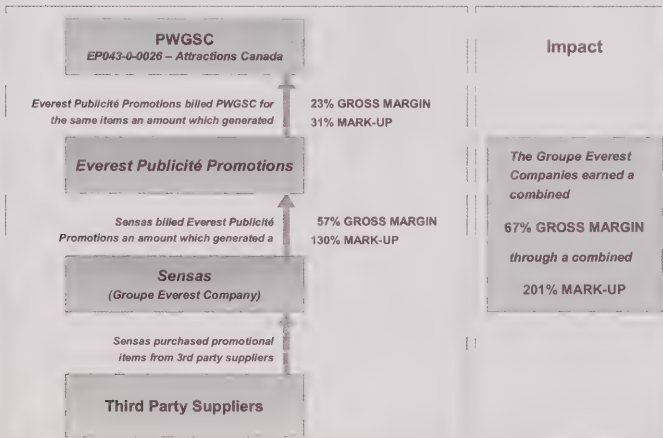 PWGSC
EP043-0-0026 – Attractions Canada
Everest Publicité Promotions billed PWGSC for
the same items an amount which generated
23% GROSS MARGIN
31% MARK-UP
Everest Publicité Promotions
Sensas billed Everest Publicité
Promotions an amount which generated a
57% GROSS MARGIN
130% MARK-UP
Sensas
(Groupe Everest Company)
Sensas purchased promotional
items from 3rd party suppliers
Third Party Suppliers
Impact
The Groupe Everest
Companies earned a
combined
67% GROSS MARGIN
through a combined
201% MARK-UP